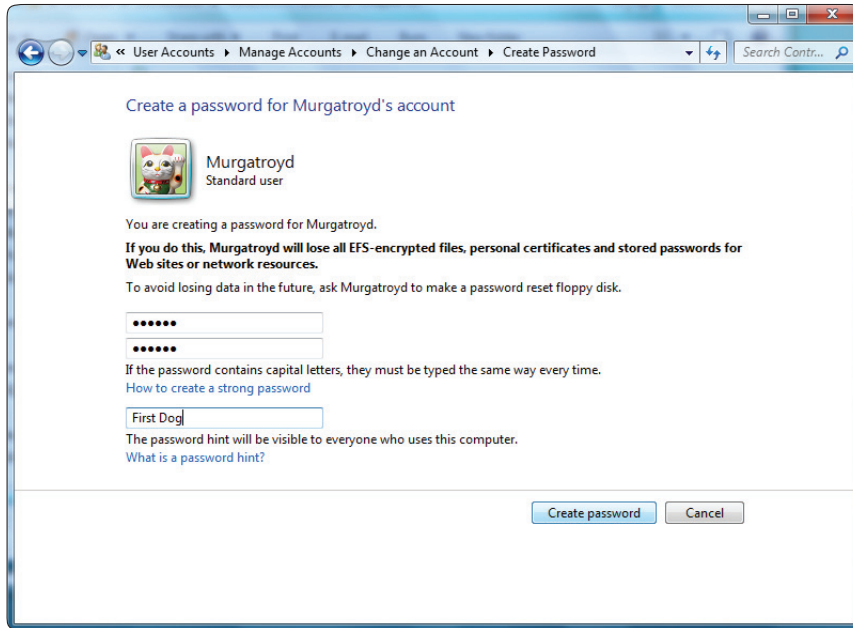 « User Accounts ▸ Manage Accounts ▸ Change an Account ▸ Create Password
Search Contr...
Create a password for Murgatroyd's account
Murgatroyd
Standard user
You are creating a password for Murgatroyd.
If you do this, Murgatroyd will lose all EFS-encrypted files, personal certificates and stored passwords for
Web sites or network resources.
To avoid losing data in the future, ask Murgatroyd to make a password reset floppy disk.
●●●●●●
●●●●●●
If the password contains capital letters, they must be typed the same way every time.
How to create a strong password
First Dog
The password hint will be visible to everyone who uses this computer.
What is a password hint?
Create password
Cancel